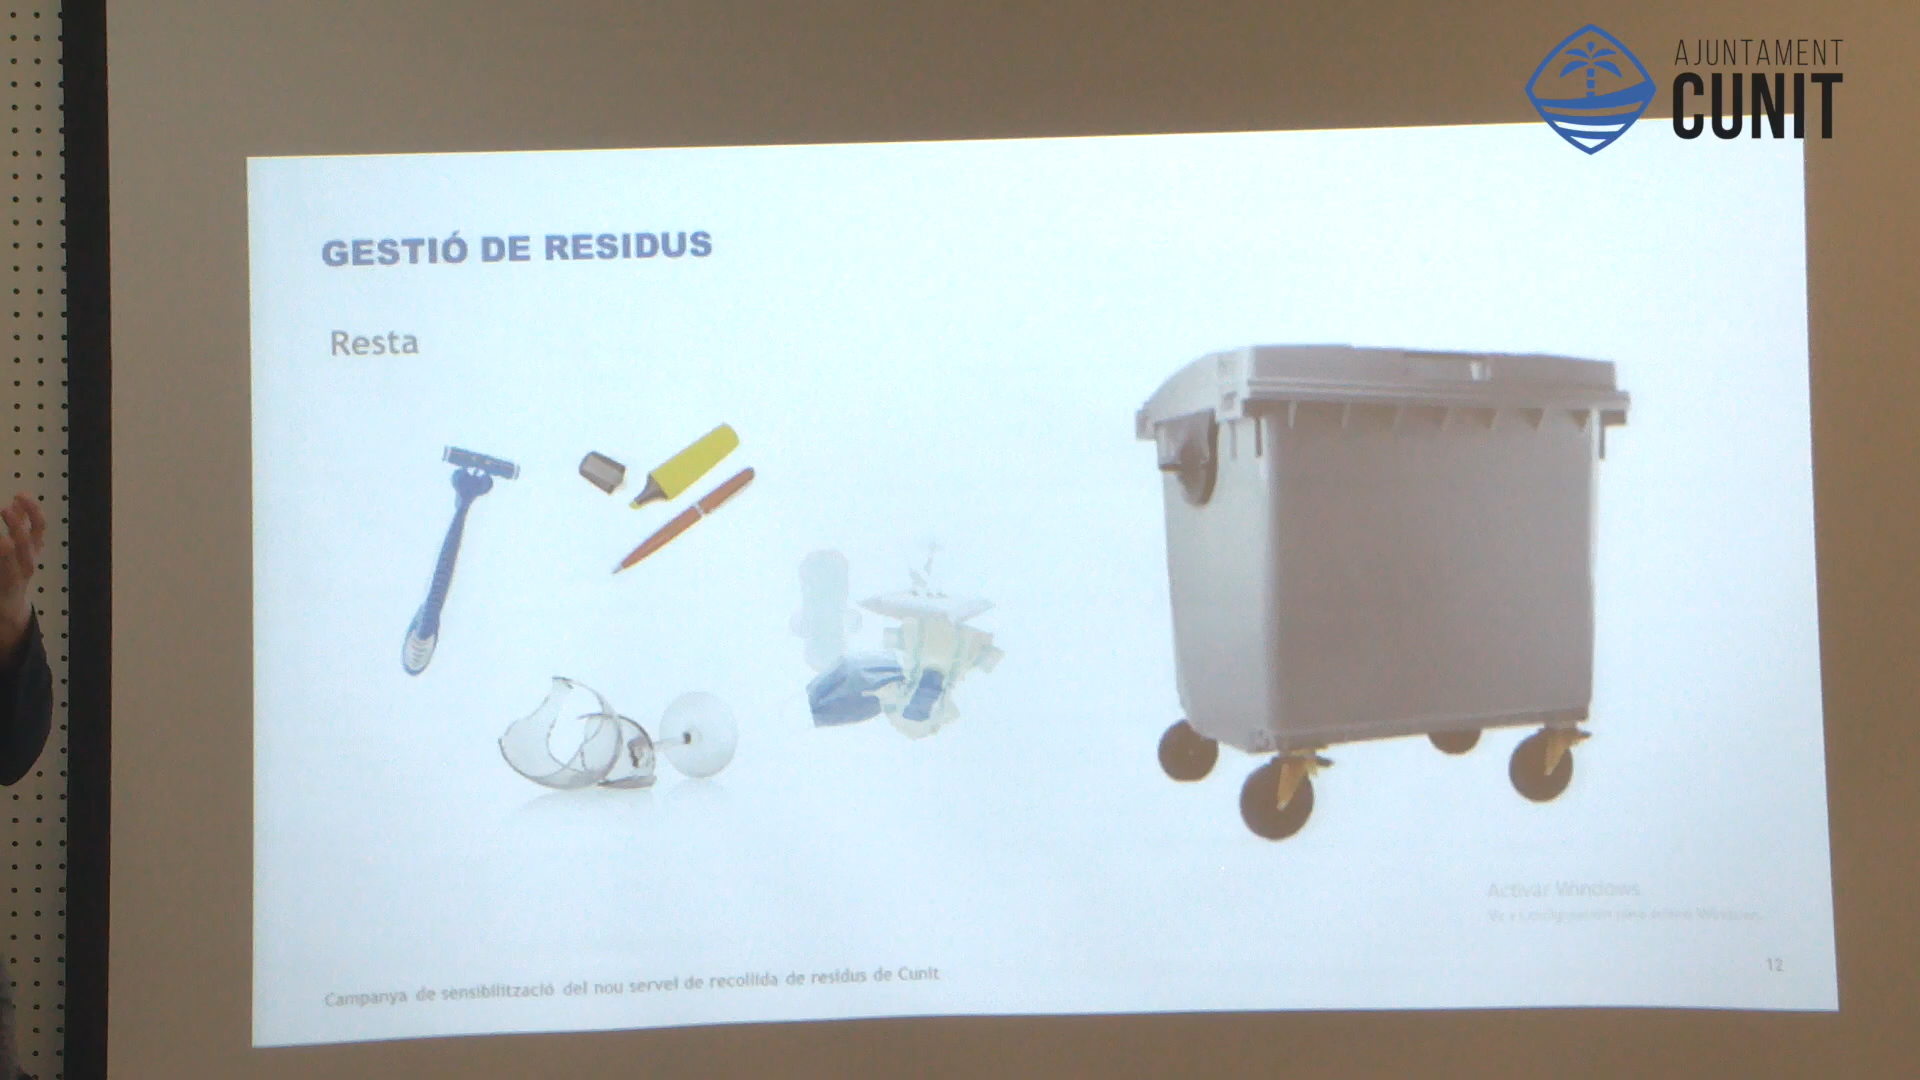 AJUNTAMENT
CUNIT
GESTIÓ DE RESIDUS
Resta
Activar Windows
Campanya de sensibilització del nou servei de recollida de residus de Cunit
12